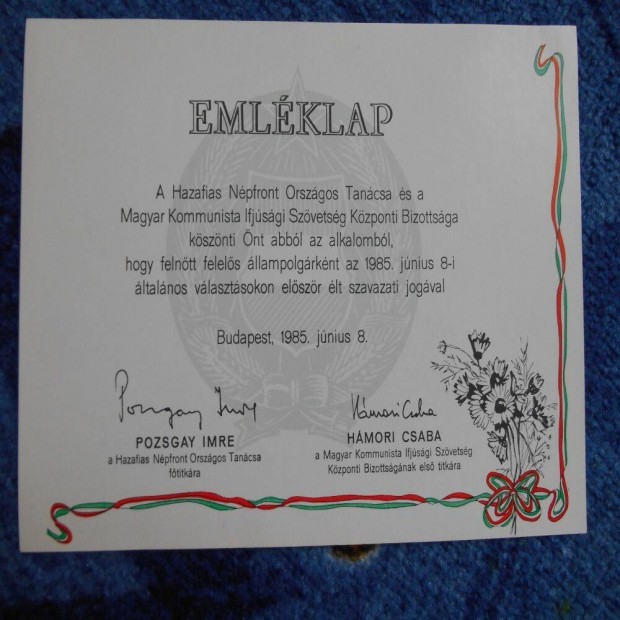 EMLÉKLAP
A Hazafias Népfront Országos Tanácsa és a
Magyar Kommunista Ifjúsági Szövetség Központi Bizottsága
köszönti Önt abból az alkalomból,
hogy felnőtt felelős állampolgárként az 1985. június 8-i
általános választásokon először élt szavazati jogával
Budapest, 1985. június 8.
Pozsgay Imre
POZSGAY IMRE
a Hazafias Népfront Országos Tanácsa
főtitkára
Hámori Csaba
HÁMORI CSABA
a Magyar Kommunista Ifjúsági Szövetség
Központi Bizottságának első titkára